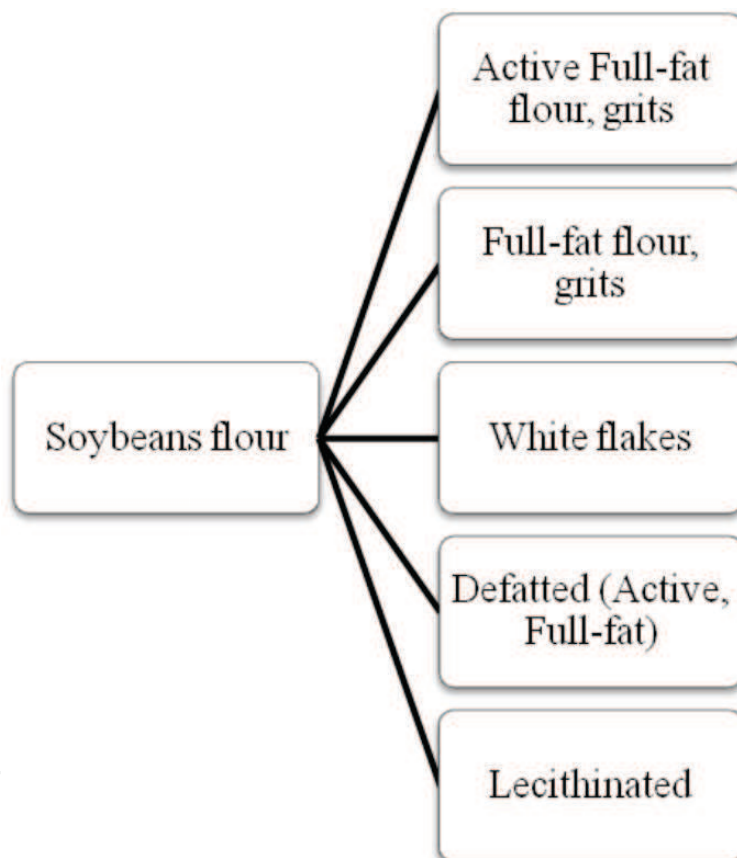 Active Full-fat
flour, grits
Full-fat flour,
grits
Soybeans flour
White flakes
Defatted (Active,
Full-fat)
Lecithinated